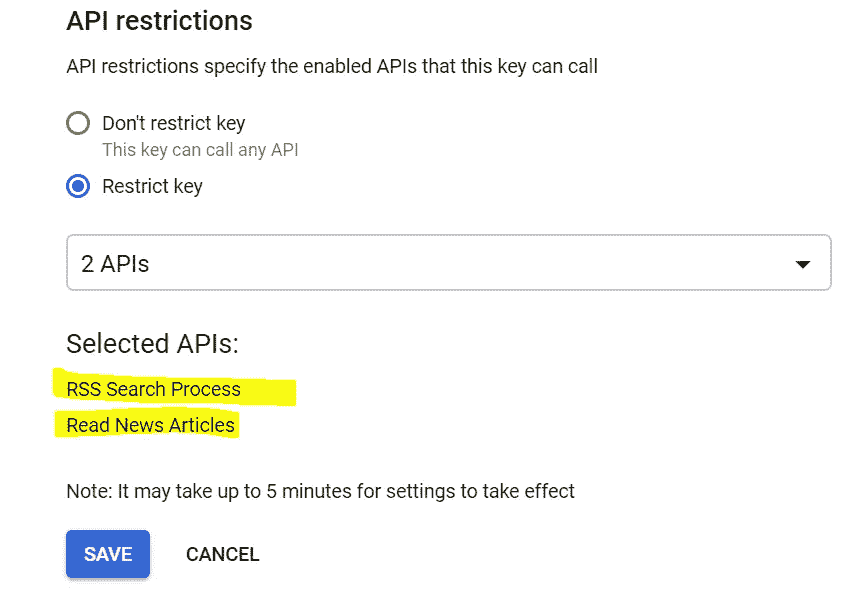 API restrictions
API restrictions specify the enabled APIs that this key can call
Don't restrict key
This key can call any API
Restrict key
2 APIs
Selected APIs:
RSS Search Process
Read News Articles
Note: It may take up to 5 minutes for settings to take effect
SAVE CANCEL